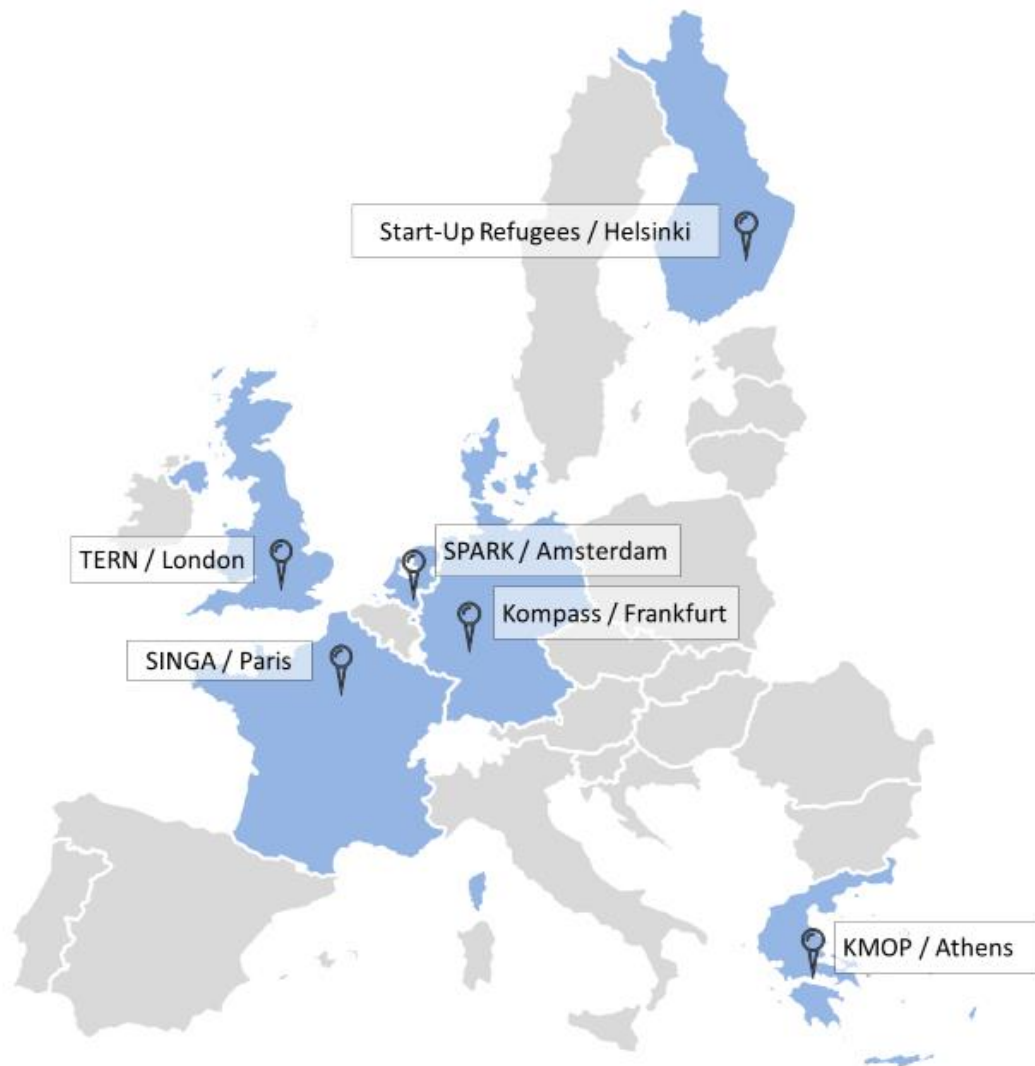 Start-Up Refugees / Helsinki
TERN / London
SPARK / Amsterdam
Kompass / Frankfurt
SINGA / Paris
KMOP / Athens